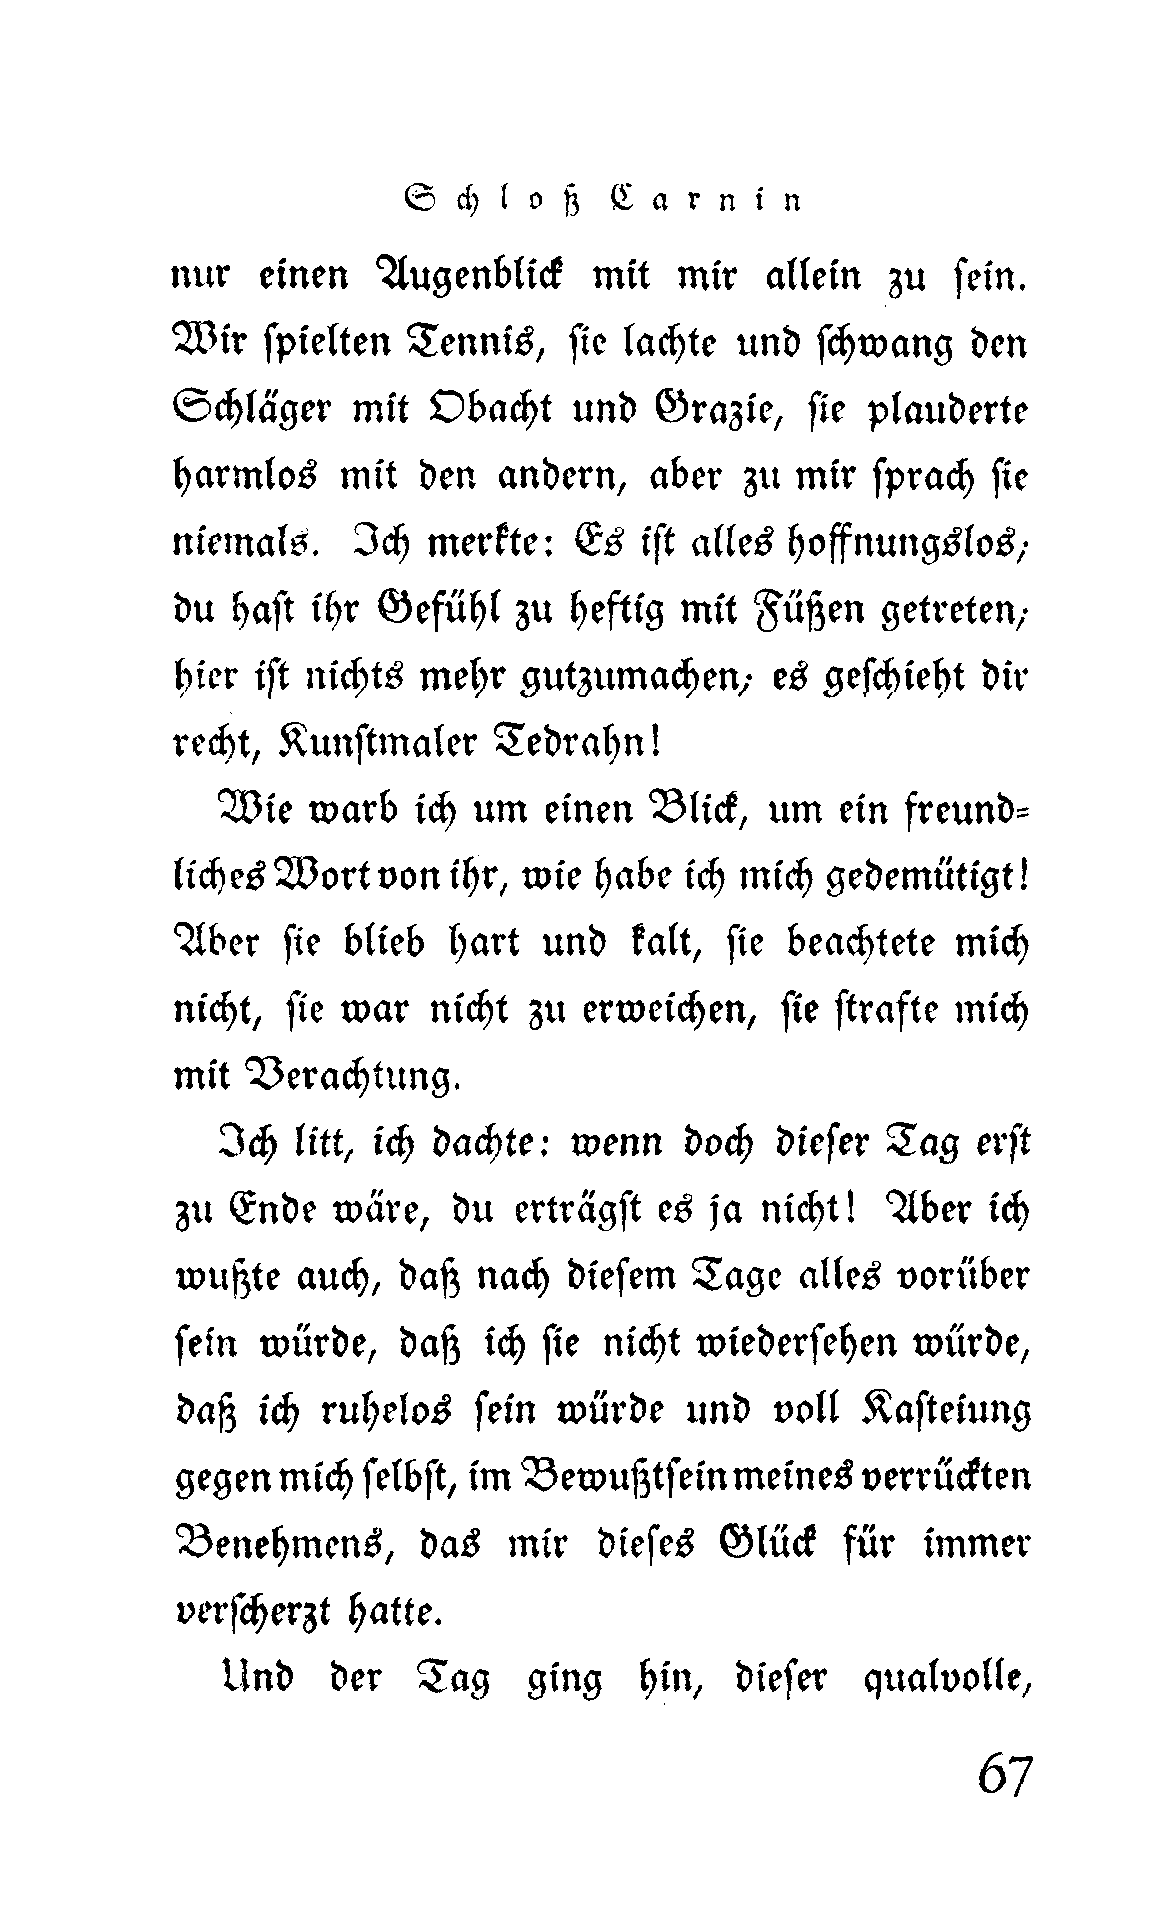 Schloß Carnin
nur einen Augenblick mit mir allein zu sein.
Wir spielten Tennis, sie lachte und schwang den
Schläger mit Obacht und Grazie, sie plauderte
harmlos mit den andern, aber zu mir sprach sie
niemals. Ich merkte: Es ist alles hoffnungslos;
du hast ihr Gefühl zu heftig mit Füßen getreten;
hier ist nichts mehr gutzumachen; es geschieht dir
recht, Kunstmaler Tedrahn!
Wie warb ich um einen Blick, um ein freund-
liches Wort von ihr, wie habe ich mich gedemütigt!
Aber sie blieb hart und kalt, sie beachtete mich
nicht, sie war nicht zu erweichen, sie strafte mich
mit Verachtung.
Ich litt, ich dachte: wenn doch dieser Tag erst
zu Ende wäre, du erträgst es ja nicht! Aber ich
wußte auch, daß nach diesem Tage alles vorüber
sein würde, daß ich sie nicht wiedersehen würde,
daß ich ruhelos sein würde und voll Kasteiung
gegen mich selbst, im Bewußtsein meines verrückten
Benehmens, das mir dieses Glück für immer
verscherzt hatte.
Und der Tag ging hin, dieser qualvolle,
67